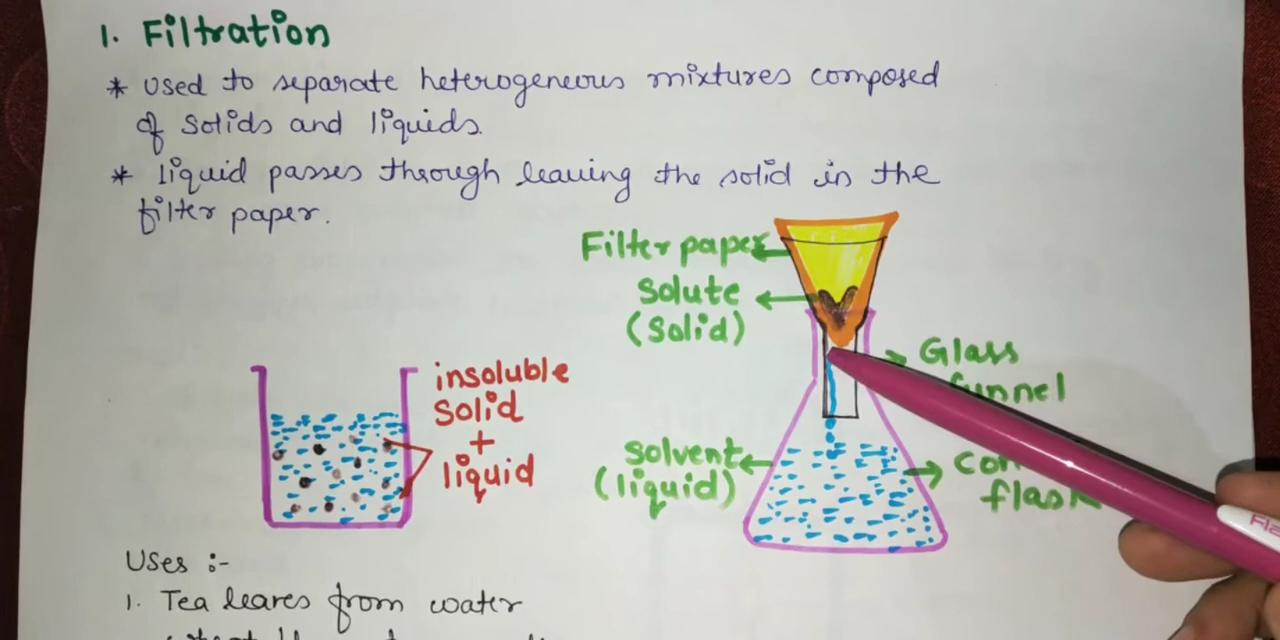 1. Filtration
* used to separate heterogeneous mixtures composed
of solids and liquids.
* liquid passes through leaving the solid in the
filter paper.
Filter paper
Solute
(Solid)
Glass
insoluble
Solid
+
liquid
solvent
(liquid)
Uses :-
1. Tea leaves from water